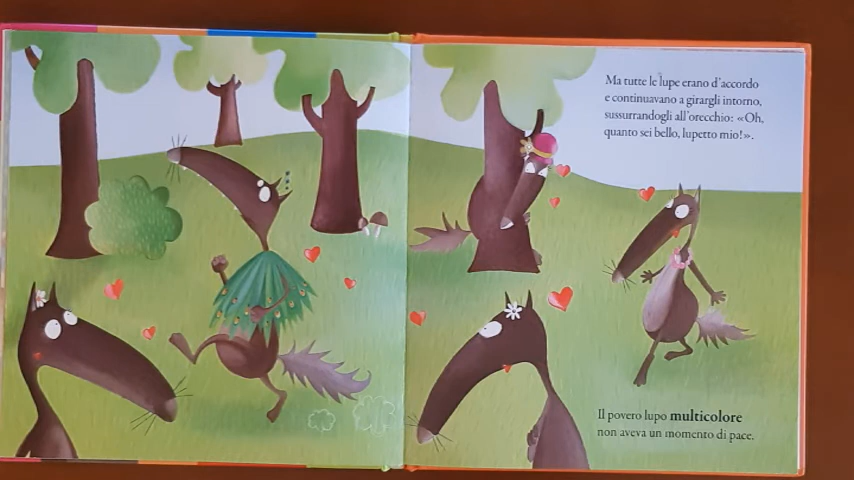 Ma tutte le lupe erano d'accordo
e continuavano a girargli intorno,
sussurrandogli all'orecchio: «Oh,
quanto sei bello, lupetto mio!».
Il povero lupo multicolore
non aveva un momento di pace.